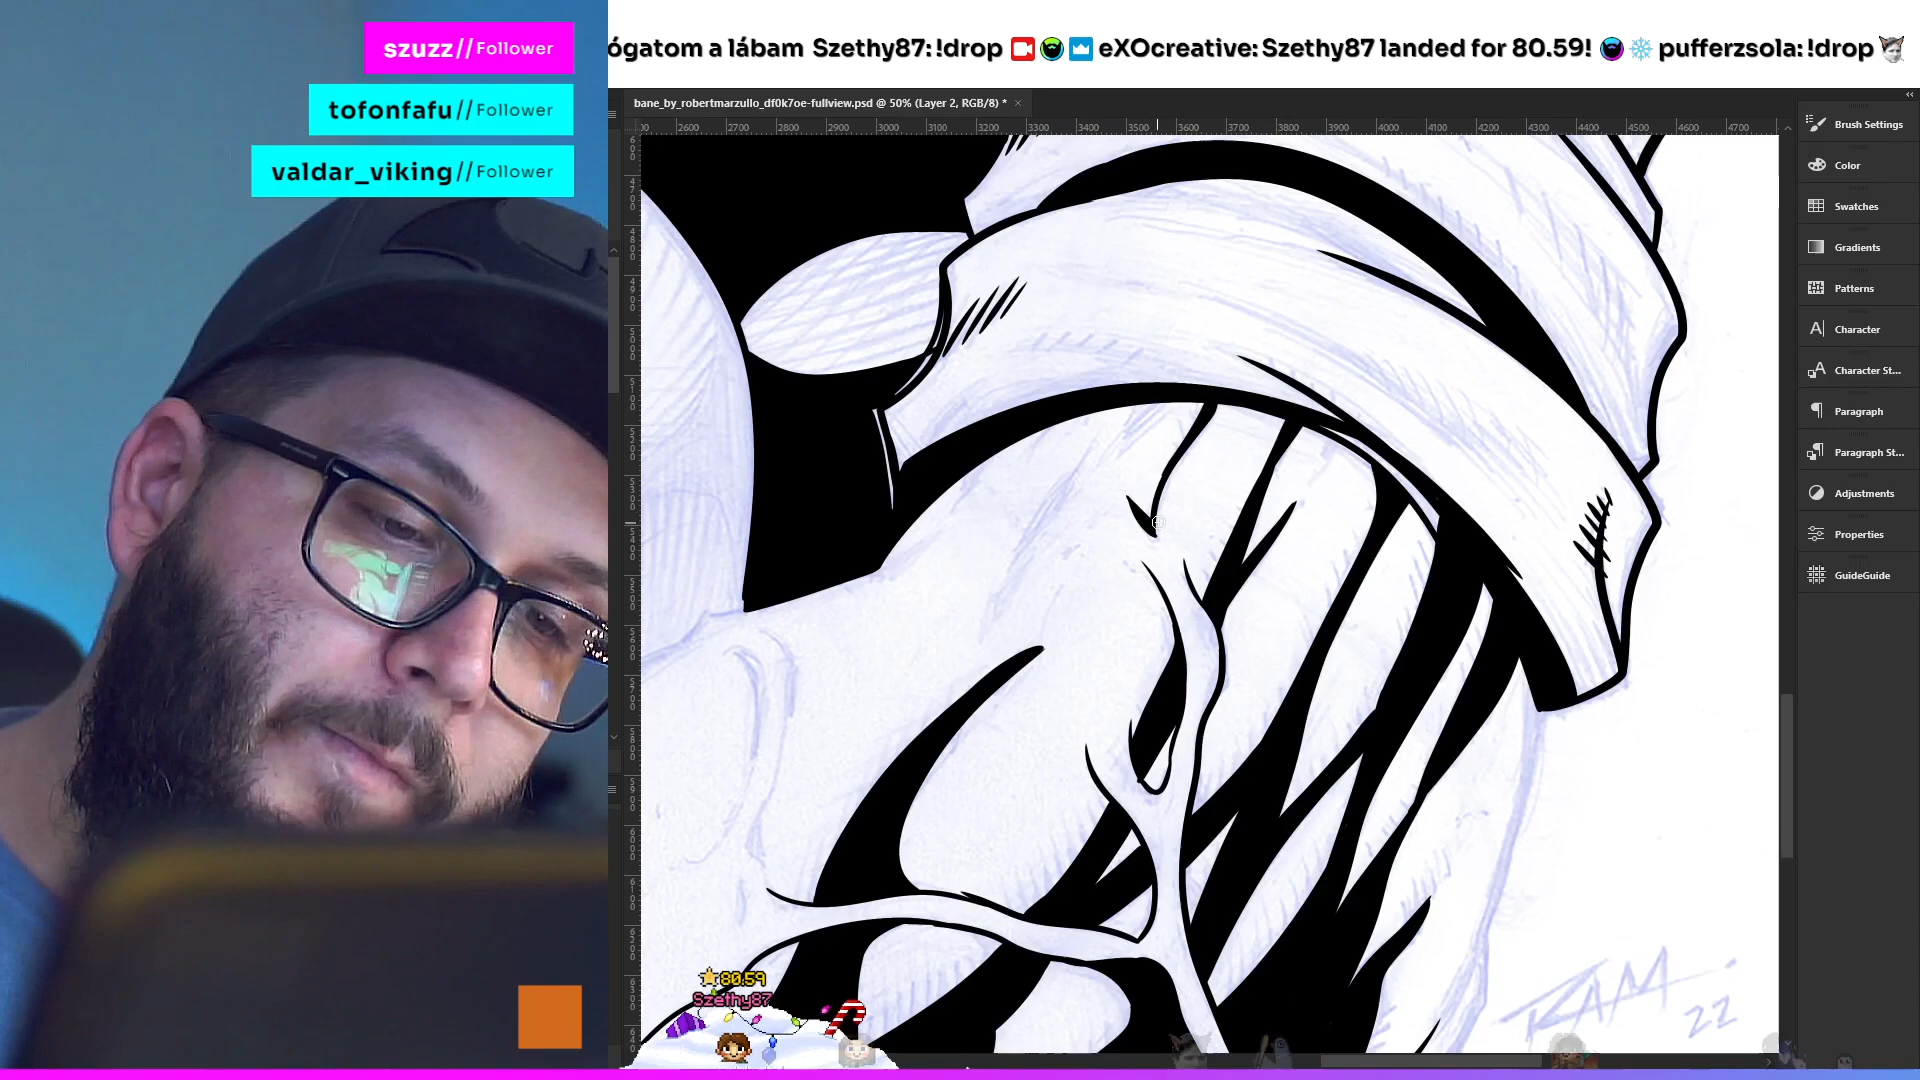 szuzz//Follower
tofonfafu//Follower
valdar_viking//Follower
ógatom a lábam Szethy87: !drop eXOcreative: Szethy87 landed for 80.59! pufferzsola: !drop
bane_by_robertmarzullo_df0k7oe-fullview.psd @ 50% (Layer 2, RGB/8) *
2600 2700 2800 2900 3000 3100 3200 3300 3400 3500 3600 3700 3800 3900 4000 4100 4200 4300 4400 4500 4600 4700
Brush Settings
Color
Swatches
Gradients
Patterns
Character
Character St...
Paragraph
Paragraph St...
Adjustments
Properties
GuideGuide
80.59
Szethy87
RAM
22